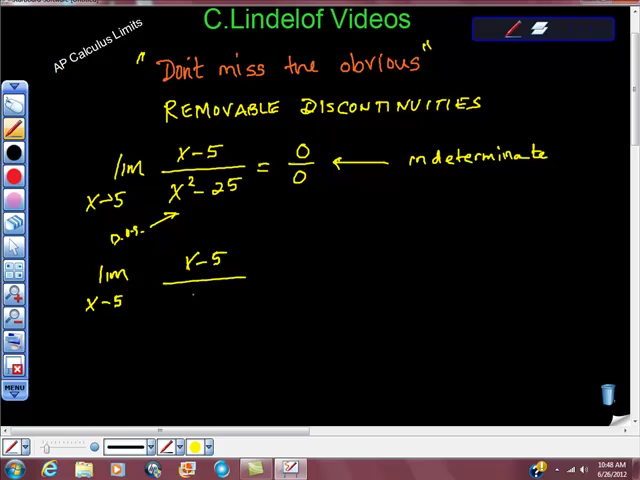 C.Lindelof Videos
AP Calculus Limits
"Don't miss the obvious"
REMOVABLE DISCONTINUITIES
lim x→5 x-5 / x²-25 = 0/0 ← indeterminate
D.O.S.
lim x-5 x-5
MENU
10:48 AM
6/26/2012